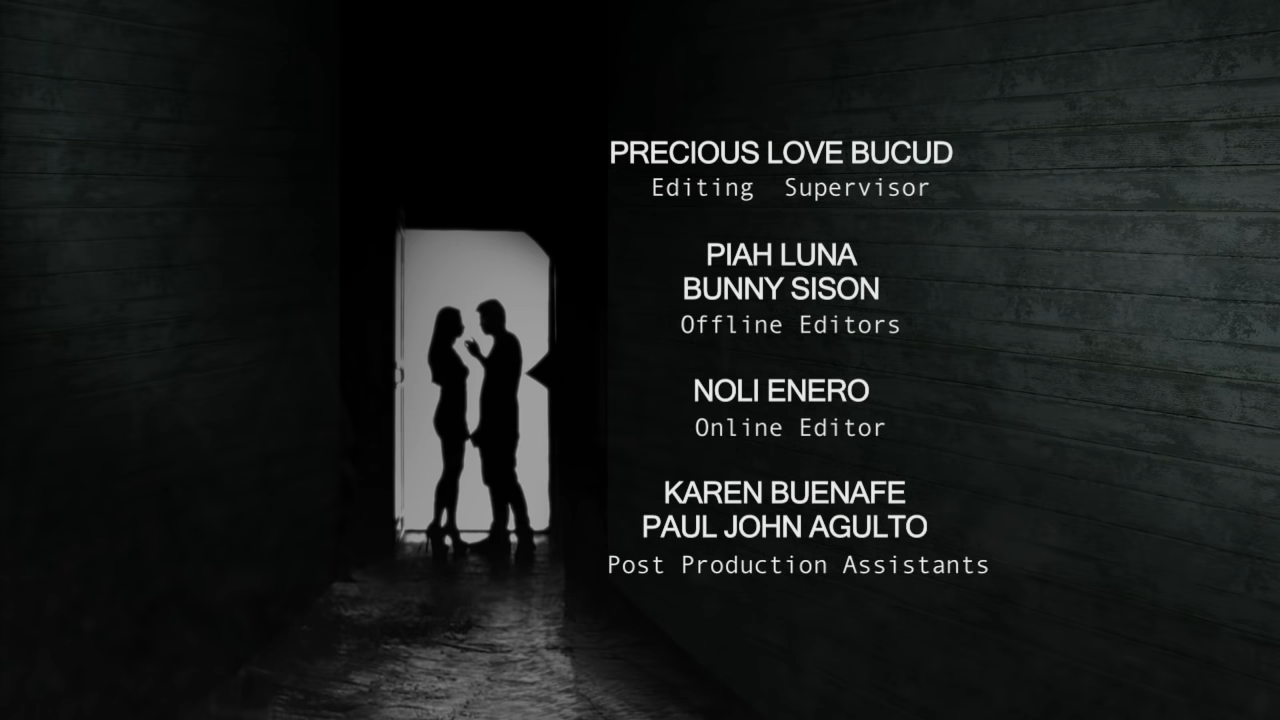 PRECIOUS LOVE BUCUD
Editing Supervisor
PIAH LUNA
BUNNY SISON
Offline Editors
NOLI ENERO
Online Editor
KAREN BUENAFE
PAUL JOHN AGULTO
Post Production Assistants